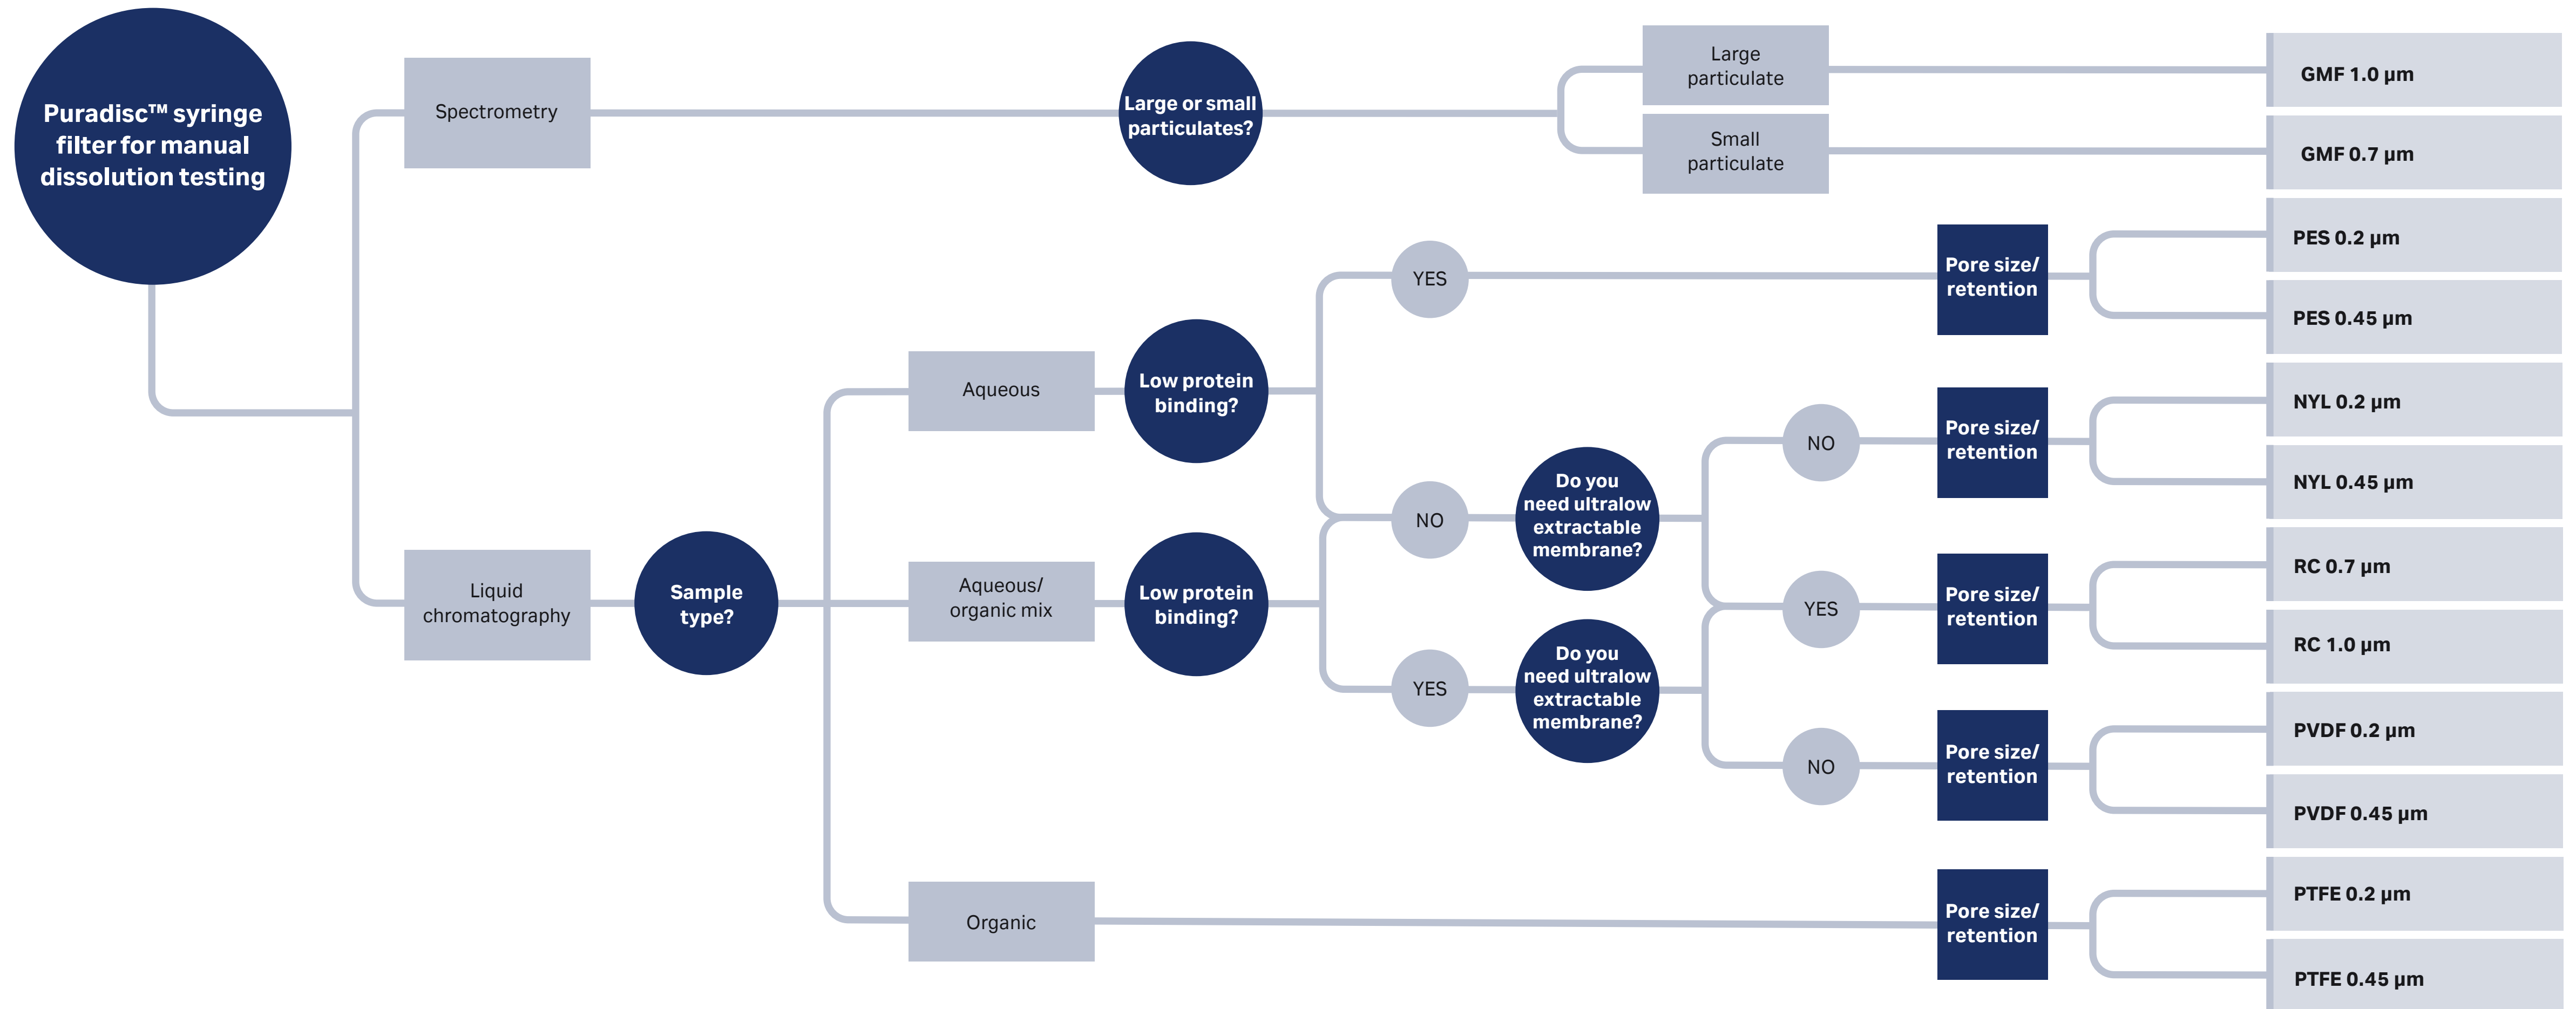 Puradisc™ syringe
filter for manual
dissolution testing
Spectrometry
Large or small
particulates?
Large
particulate
Small
particulate
GMF 1.0 µm
GMF 0.7 µm
Liquid
chromatography
Sample
type?
Aqueous
Low protein
binding?
YES
Pore size/
retention
PES 0.2 µm
PES 0.45 µm
NO
Do you
need ultralow
extractable
membrane?
NO
Pore size/
retention
NYL 0.2 µm
NYL 0.45 µm
Aqueous/
organic mix
Low protein
binding?
YES
Do you
need ultralow
extractable
membrane?
YES
Pore size/
retention
RC 0.7 µm
RC 1.0 µm
NO
Pore size/
retention
PVDF 0.2 µm
PVDF 0.45 µm
Organic
Pore size/
retention
PTFE 0.2 µm
PTFE 0.45 µm